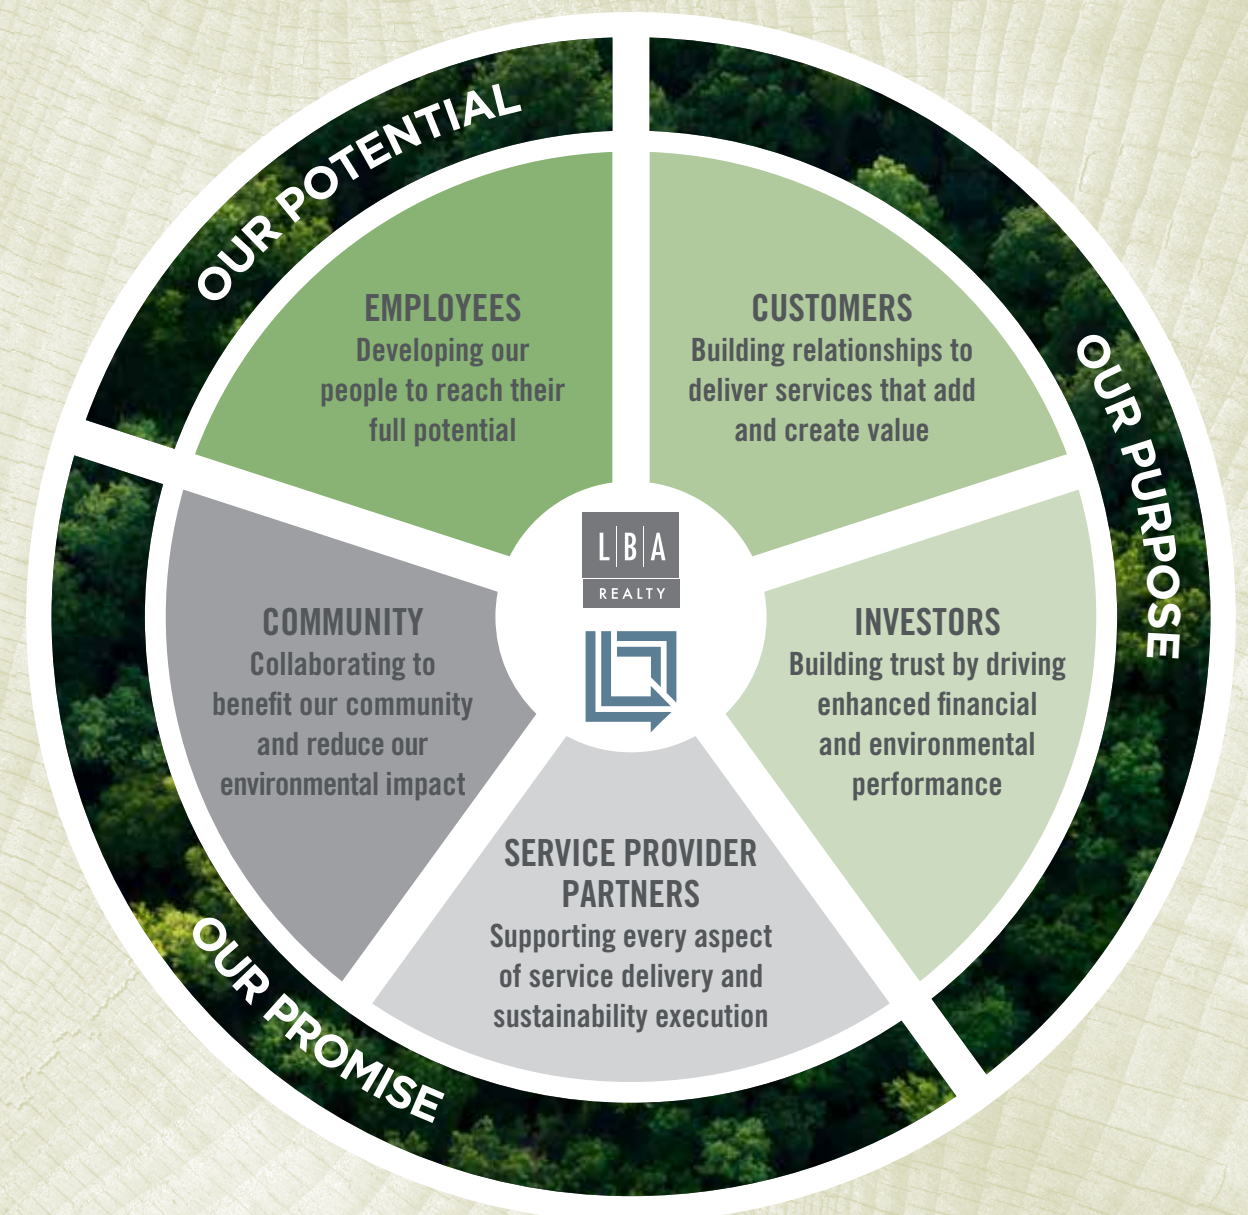 OUR POTENTIAL
OUR PURPOSE
OUR PROMISE
EMPLOYEES
Developing our
people to reach their
full potential
CUSTOMERS
Building relationships to
deliver services that add
and create value
L|B|A
REALTY
COMMUNITY
Collaborating to
benefit our community
and reduce our
environmental impact
INVESTORS
Building trust by driving
enhanced financial
and environmental
performance
SERVICE PROVIDER
PARTNERS
Supporting every aspect
of service delivery and
sustainability execution